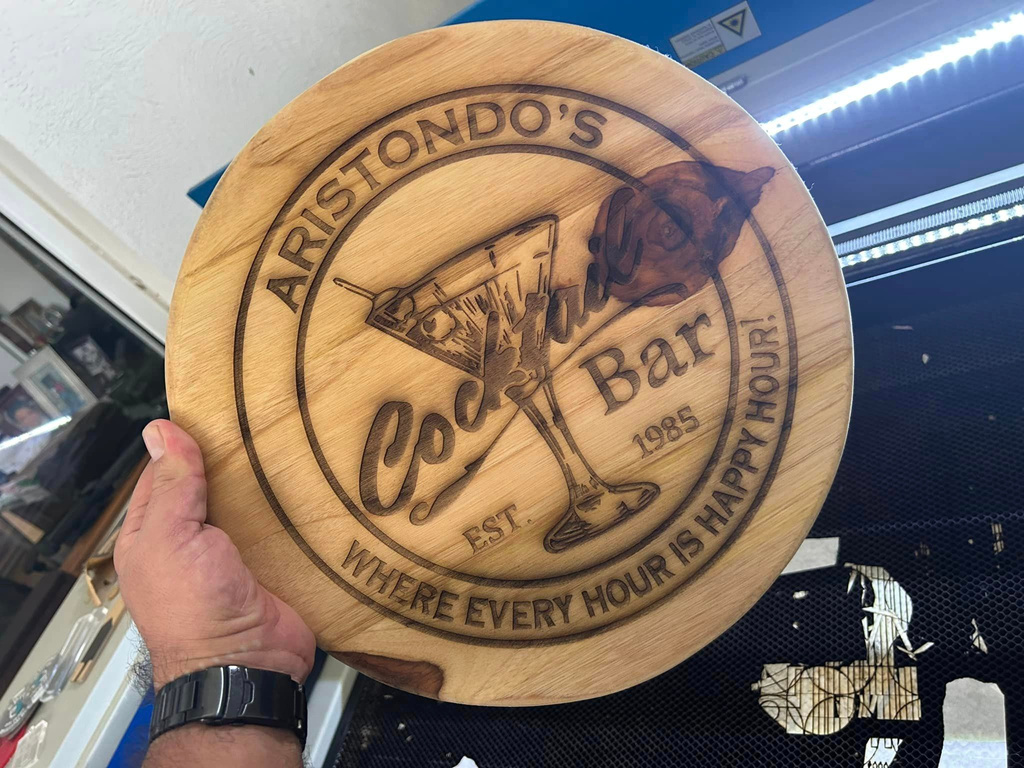 ARISTONDO'S
Cocktail
Bar
EST. 1985
WHERE EVERY HOUR IS HAPPY HOUR!